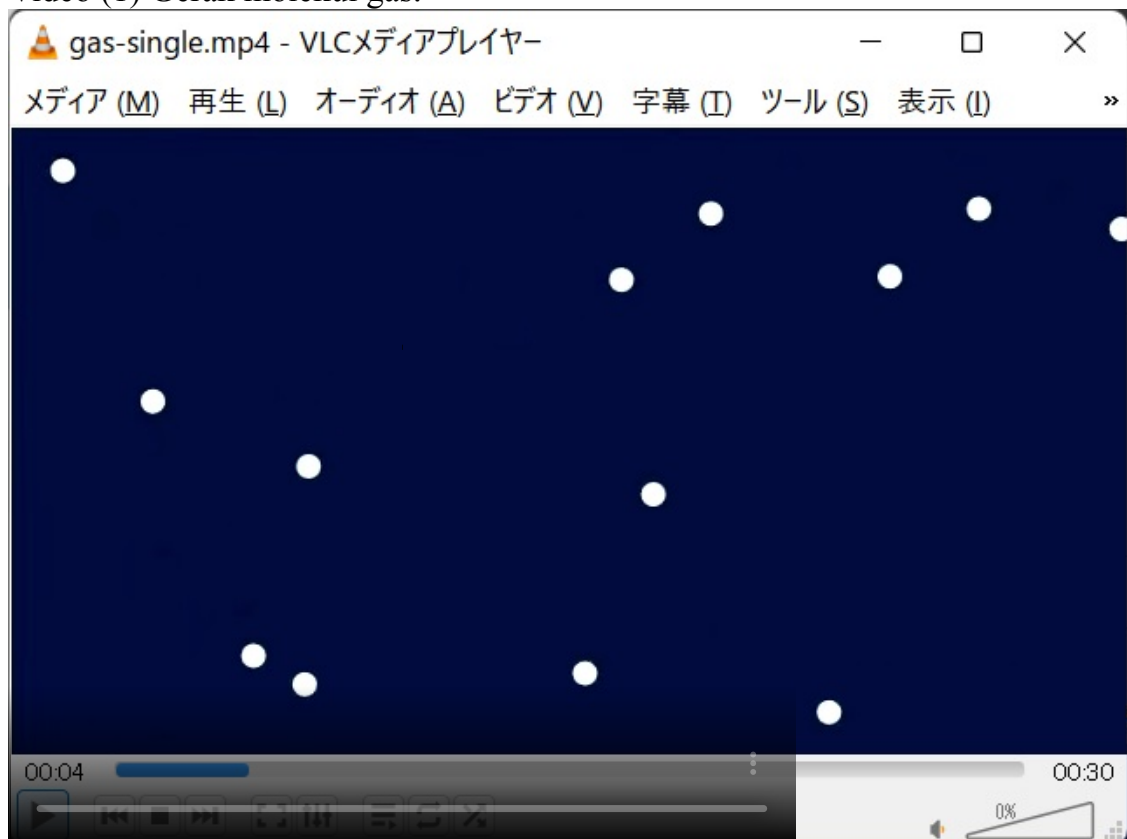 Video (1) Gerak molekul gas.
gas-single.mp4 - VLCメディアプレイヤー
メディア (M) 再生 (L) オーディオ (A) ビデオ (V) 字幕 (T) ツール (S) 表示 (I) »
00:04 00:30
0%